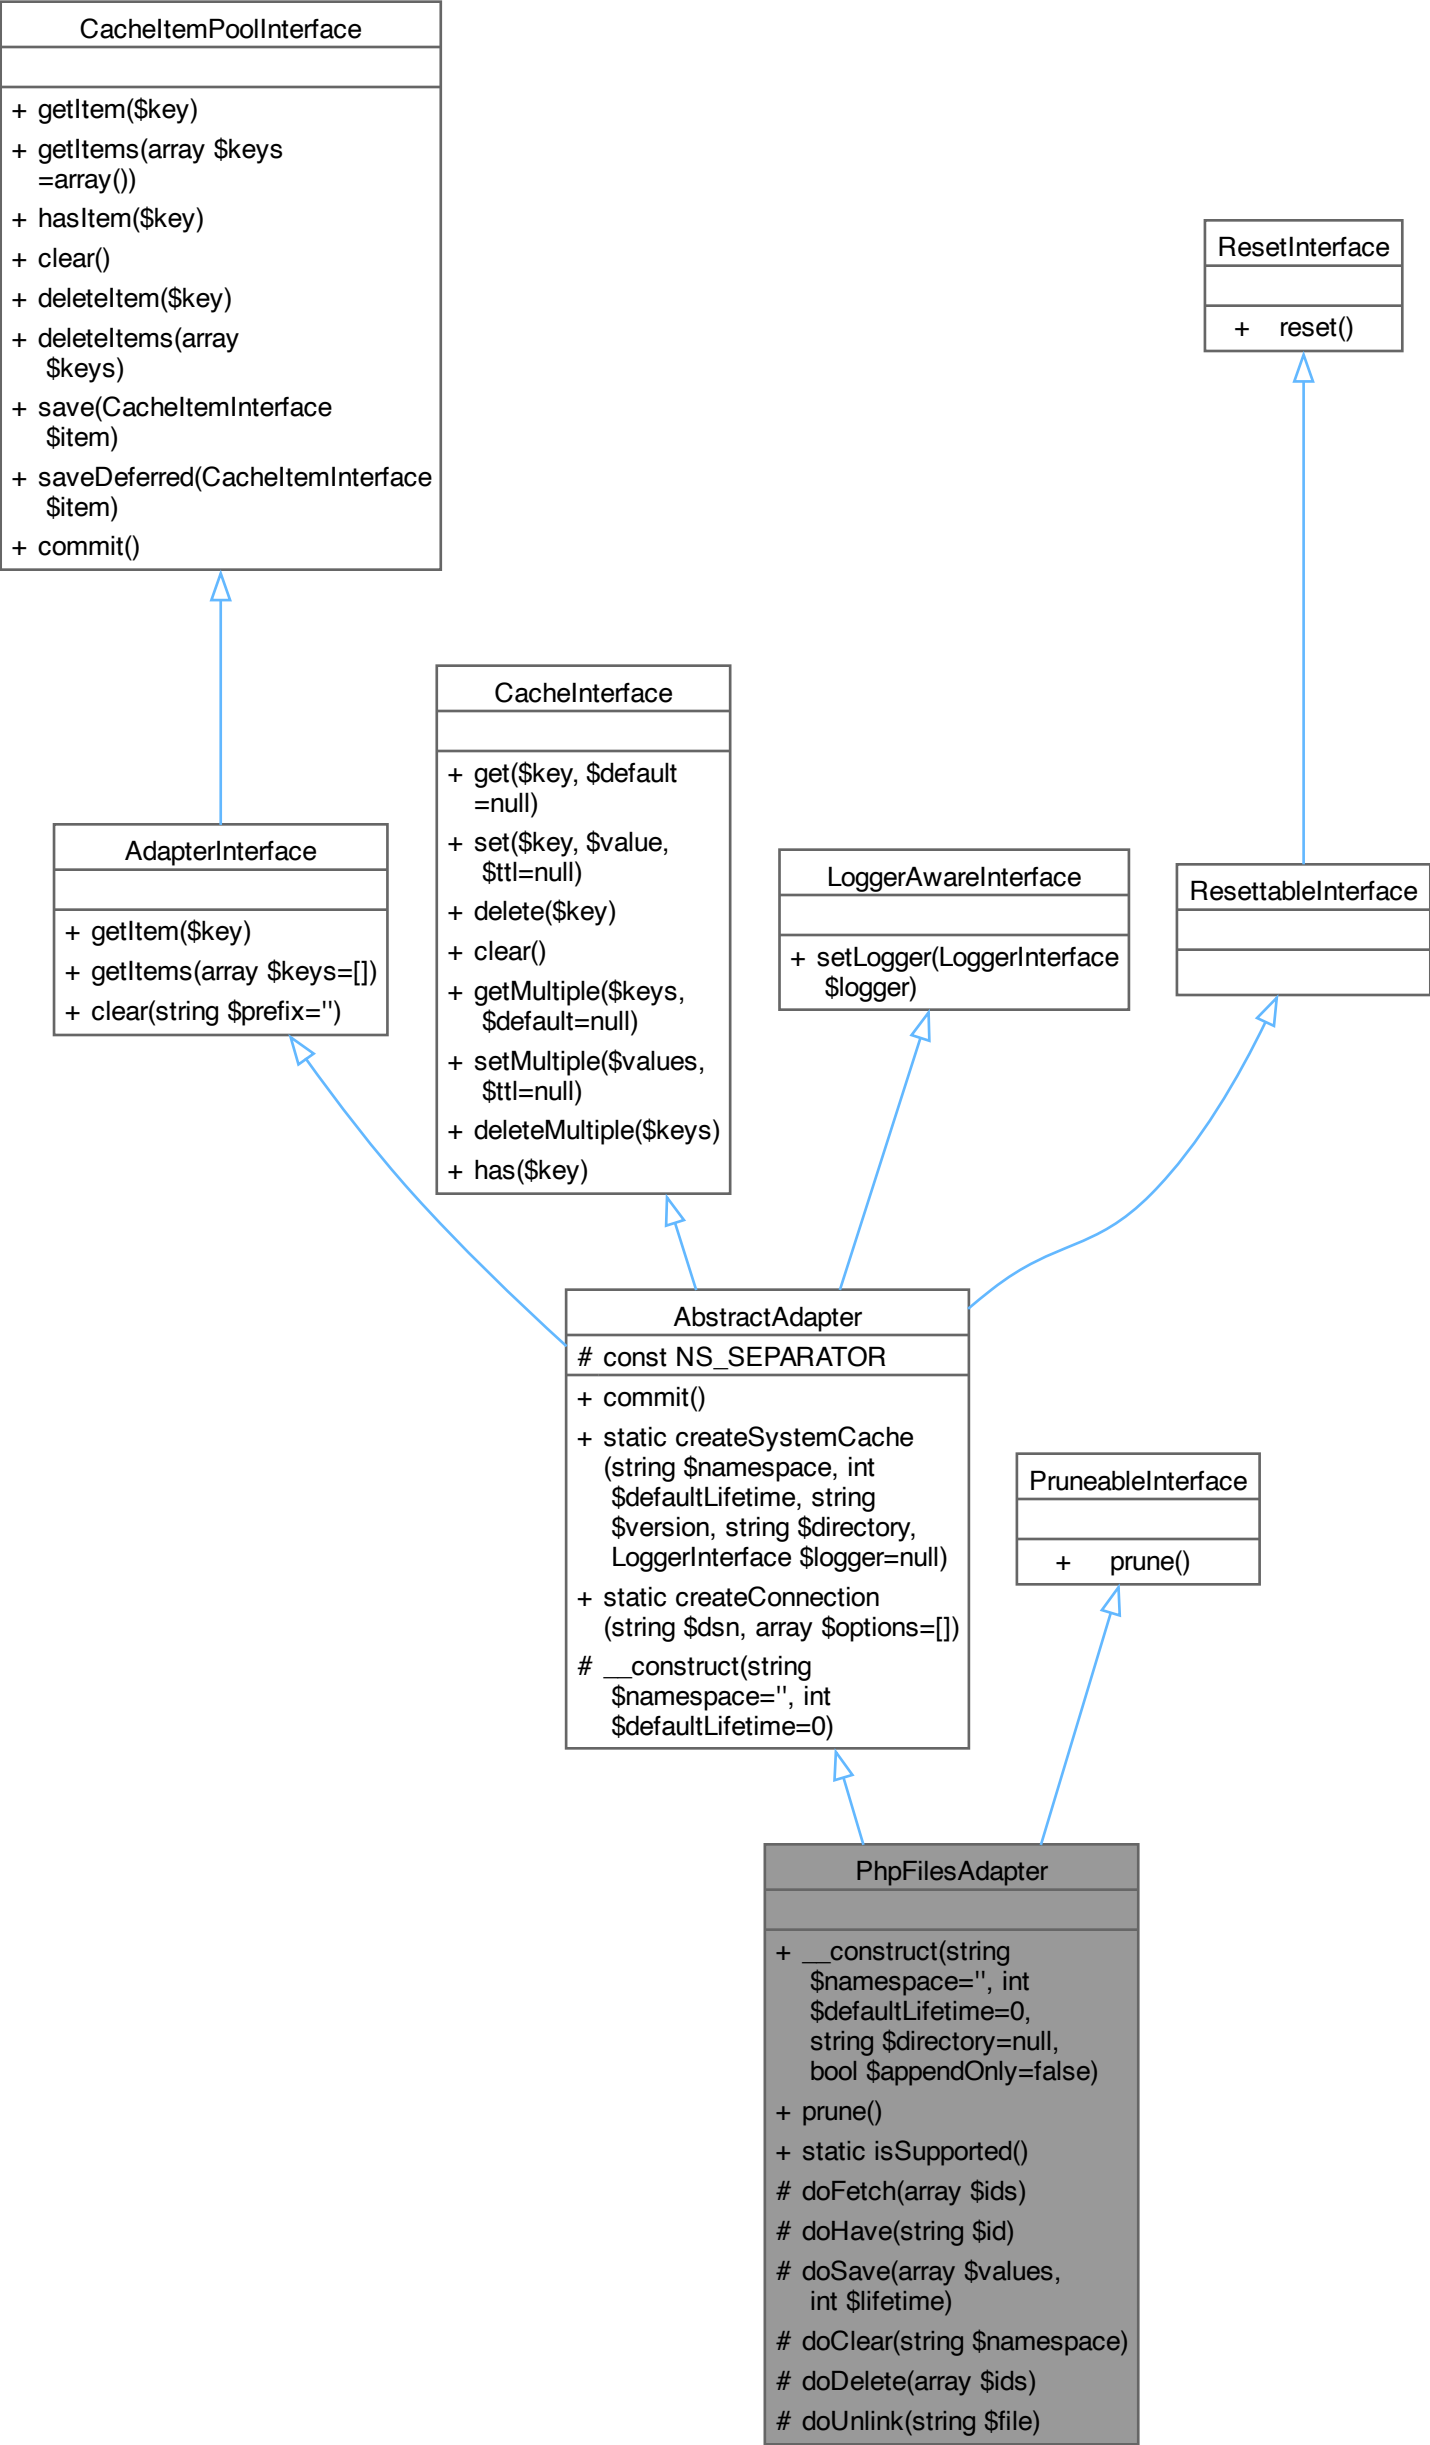 CacheItemPoolInterface
+ getItem($key)
+ getItems(array $keys
=array())
+ hasItem($key)
+ clear()
+ deleteItem($key)
+ deleteItems(array
$keys)
+ save(CacheItemInterface
$item)
+ saveDeferred(CacheItemInterface
$item)
+ commit()
ResetInterface
+ reset()
CacheInterface
+ get($key, $default
=null)
+ set($key, $value,
$ttl=null)
+ delete($key)
+ clear()
+ getMultiple($keys,
$default=null)
+ setMultiple($values,
$ttl=null)
+ deleteMultiple($keys)
+ has($key)
AdapterInterface
+ getItem($key)
+ getItems(array $keys=[])
+ clear(string $prefix='')
LoggerAwareInterface
+ setLogger(LoggerInterface
$logger)
ResettableInterface
AbstractAdapter
# const NS_SEPARATOR
+ commit()
+ static createSystemCache
(string $namespace, int
$defaultLifetime, string
$version, string $directory,
LoggerInterface $logger=null)
+ static createConnection
(string $dsn, array $options=[])
# __construct(string
$namespace='', int
$defaultLifetime=0)
PruneableInterface
+ prune()
PhpFilesAdapter
+ __construct(string
$namespace='', int
$defaultLifetime=0,
string $directory=null,
bool $appendOnly=false)
+ prune()
+ static isSupported()
# doFetch(array $ids)
# doHave(string $id)
# doSave(array $values,
int $lifetime)
# doClear(string $namespace)
# doDelete(array $ids)
# doUnlink(string $file)